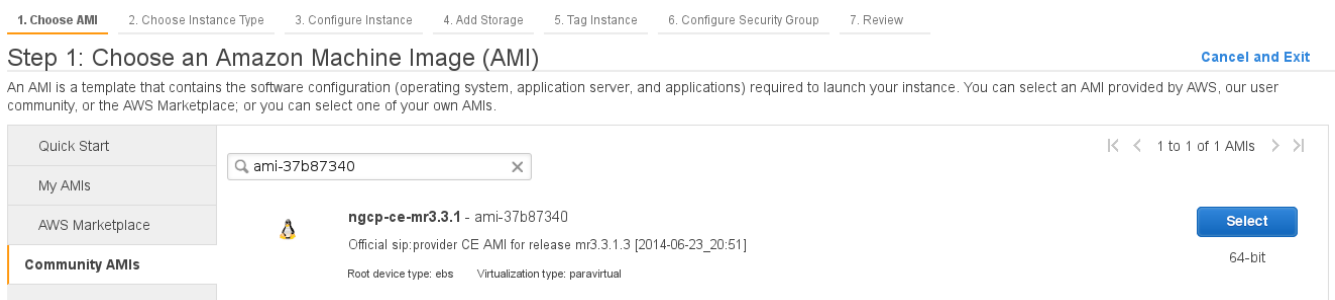 1. Choose AMI 2. Choose Instance Type 3. Configure Instance 4. Add Storage 5. Tag Instance 6. Configure Security Group 7. Review
Step 1: Choose an Amazon Machine Image (AMI)
Cancel and Exit
An AMI is a template that contains the software configuration (operating system, application server, and applications) required to launch your instance. You can select an AMI provided by AWS, our user
community, or the AWS Marketplace; or you can select one of your own AMIs.
Quick Start
My AMIs
AWS Marketplace
Community AMIs
ami-37b87340
1 to 1 of 1 AMIs
ngcp-ce-mr3.3.1 - ami-37b87340
Official sip:provider CE AMI for release mr3.3.1.3 [2014-06-23_20:51]
Root device type: ebs Virtualization type: paravirtual
Select
64-bit